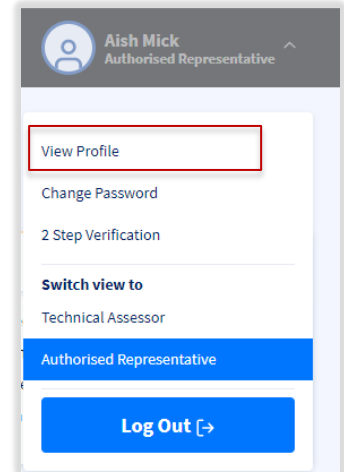 Aish Mick
Authorised Representative
View Profile
Change Password
2 Step Verification
Switch view to
Technical Assessor
Authorised Representative
Log Out